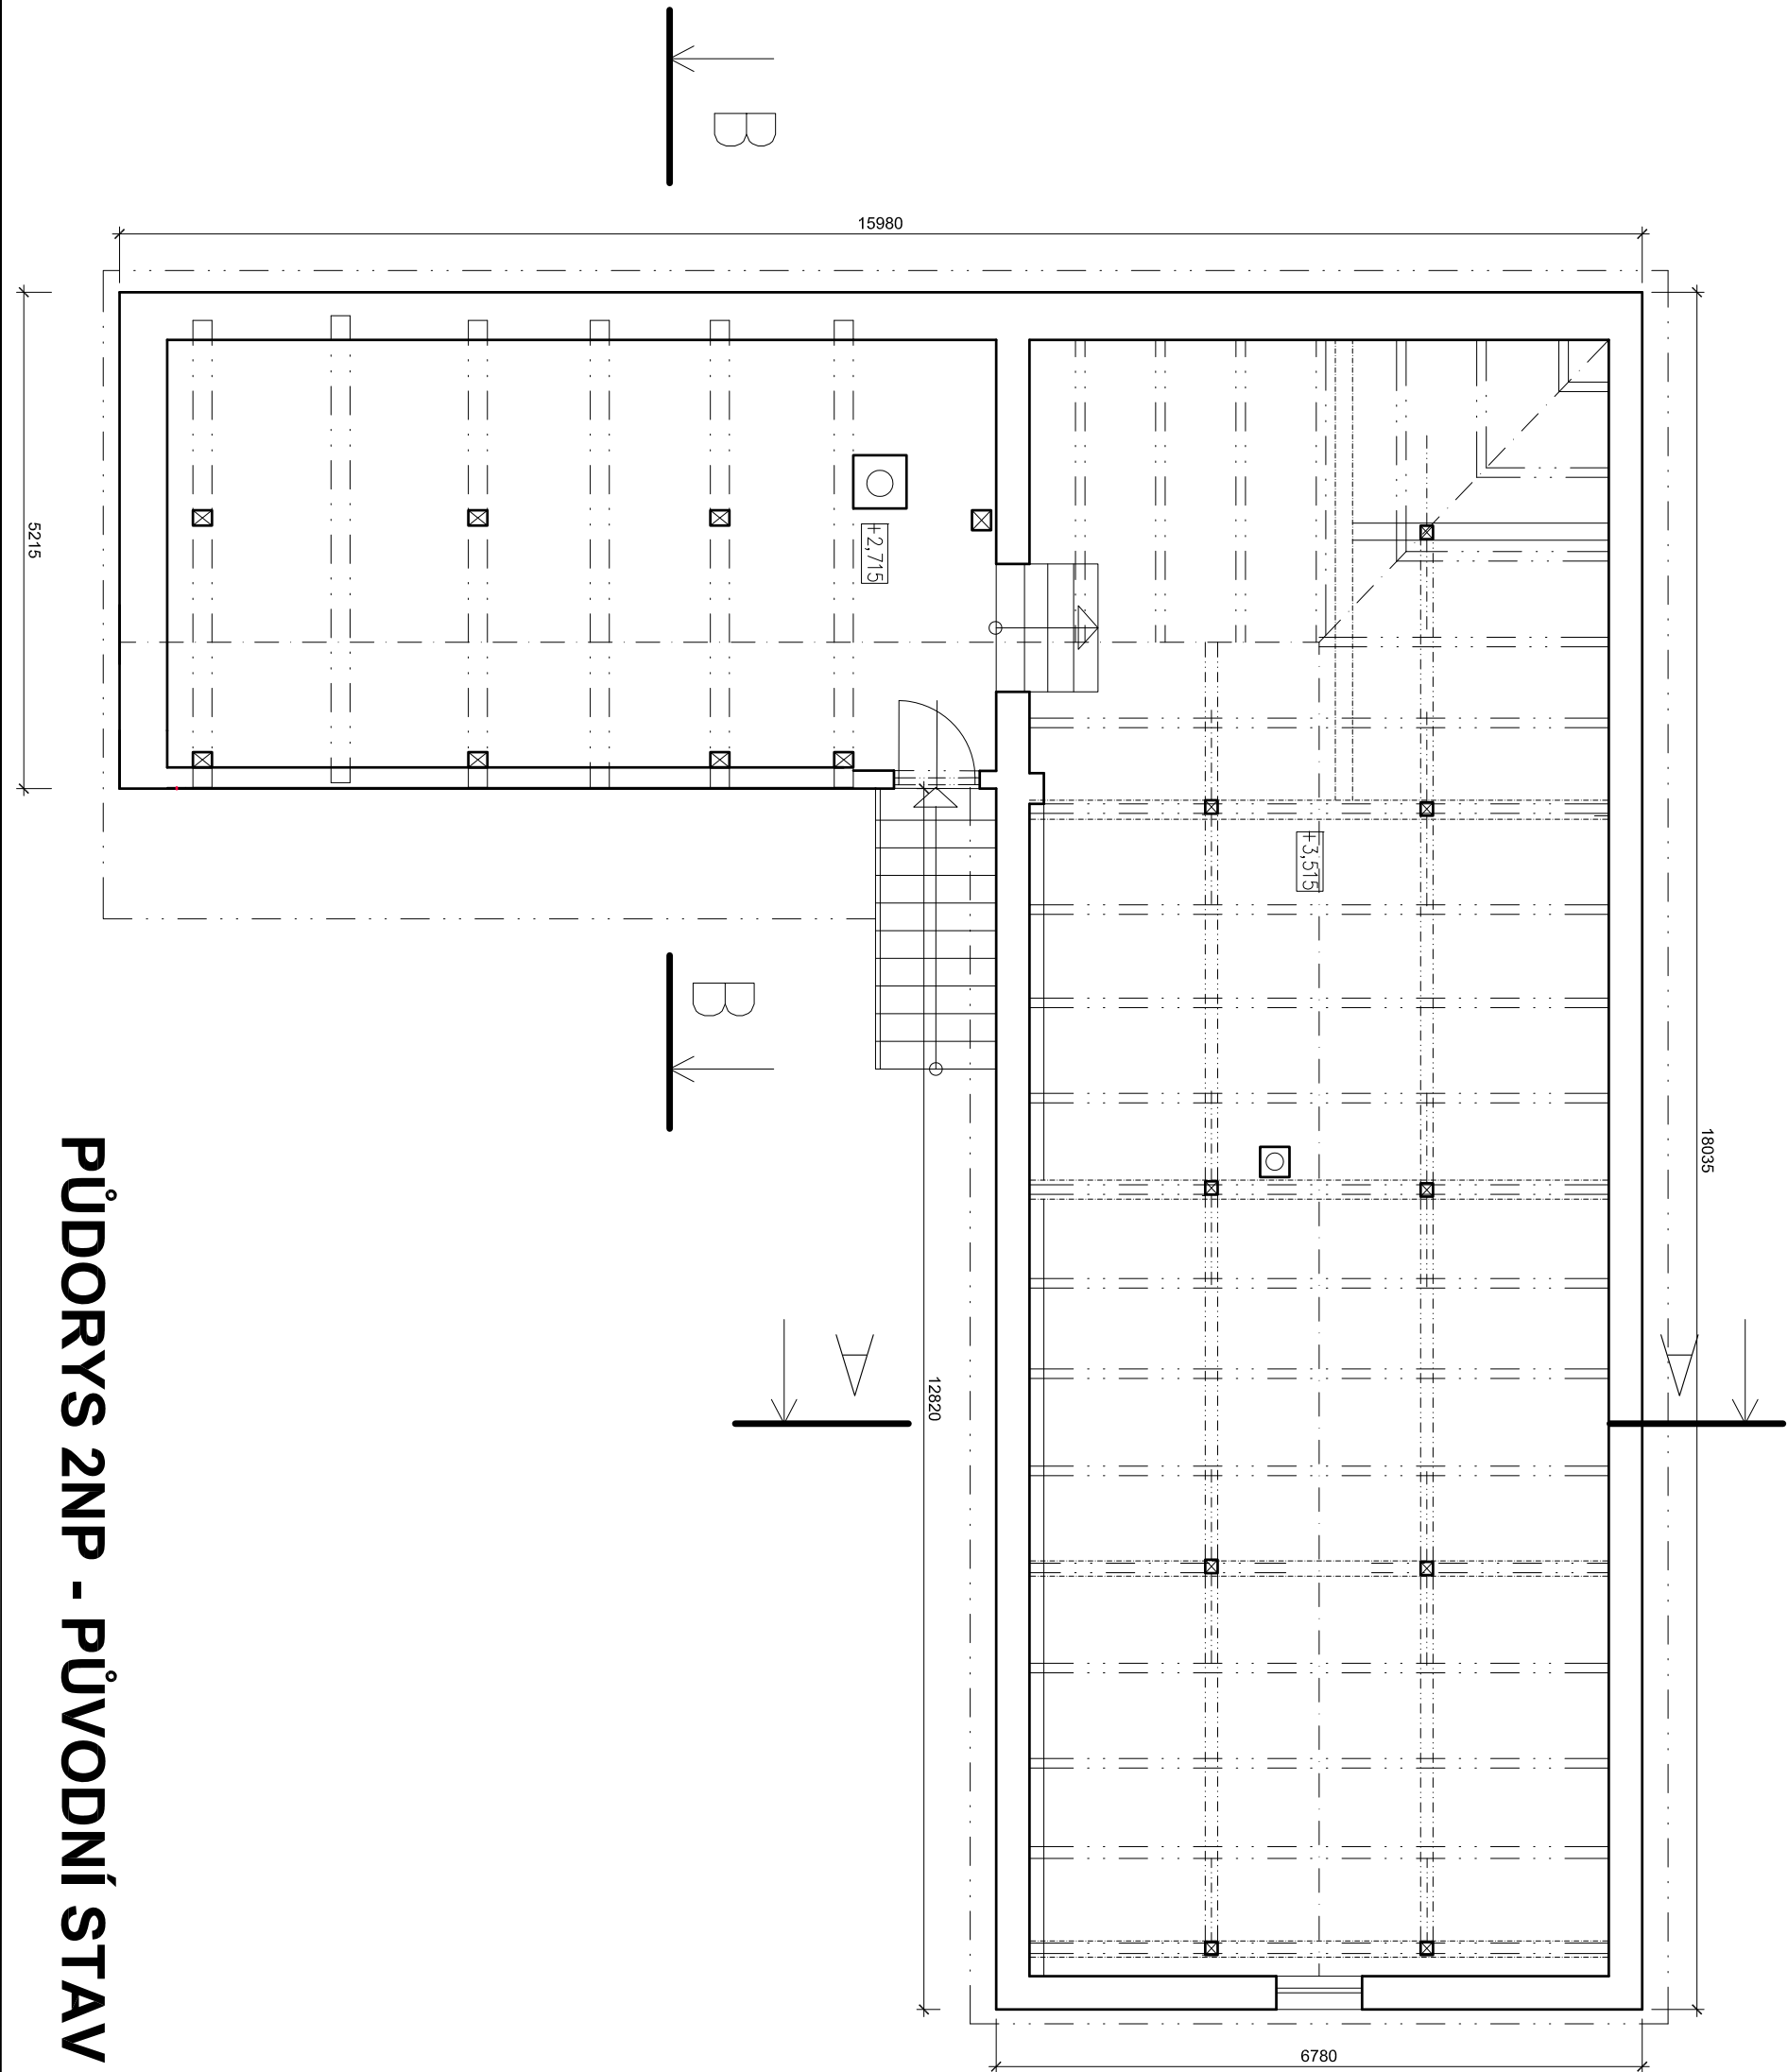 B
15980
5215
+2,715
18035
+3,515
B
A
A
12820
6780
PŮDORYS 2NP - PŮVODNÍ STAV